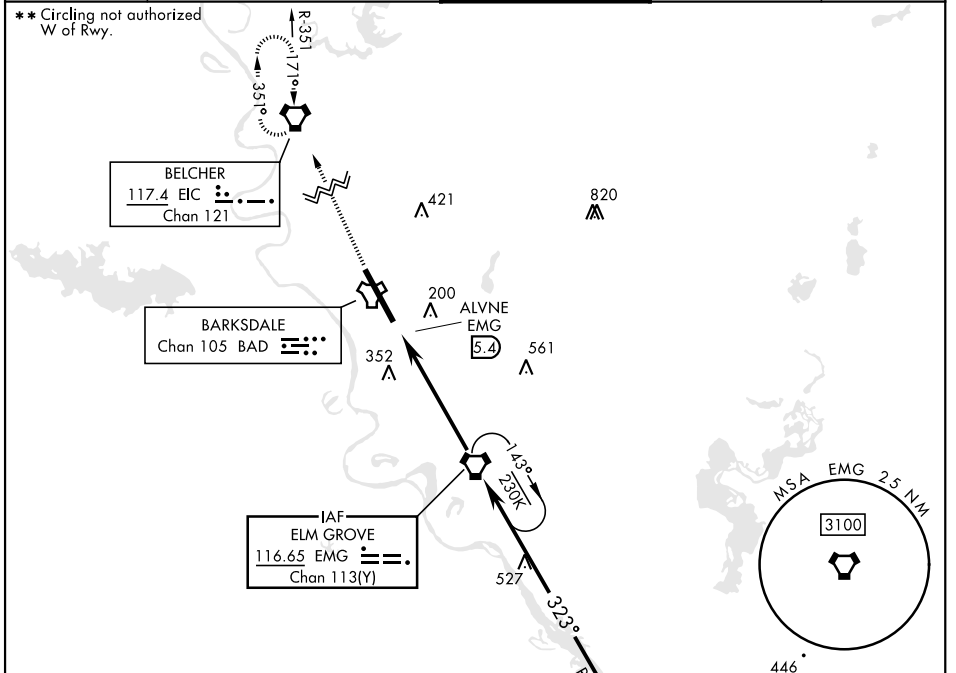 ** Circling not authorized
W of Rwy.
R-351
171°
351°
BELCHER
117.4 EIC
Chan 121
421
820
BARKSDALE
Chan 105 BAD
200
ALVNE
EMG
5.4
352
561
143°
230K
IAF
ELM GROVE
116.65 EMG
Chan 113(Y)
527
323°
MSA EMG 25 NM
3100
446